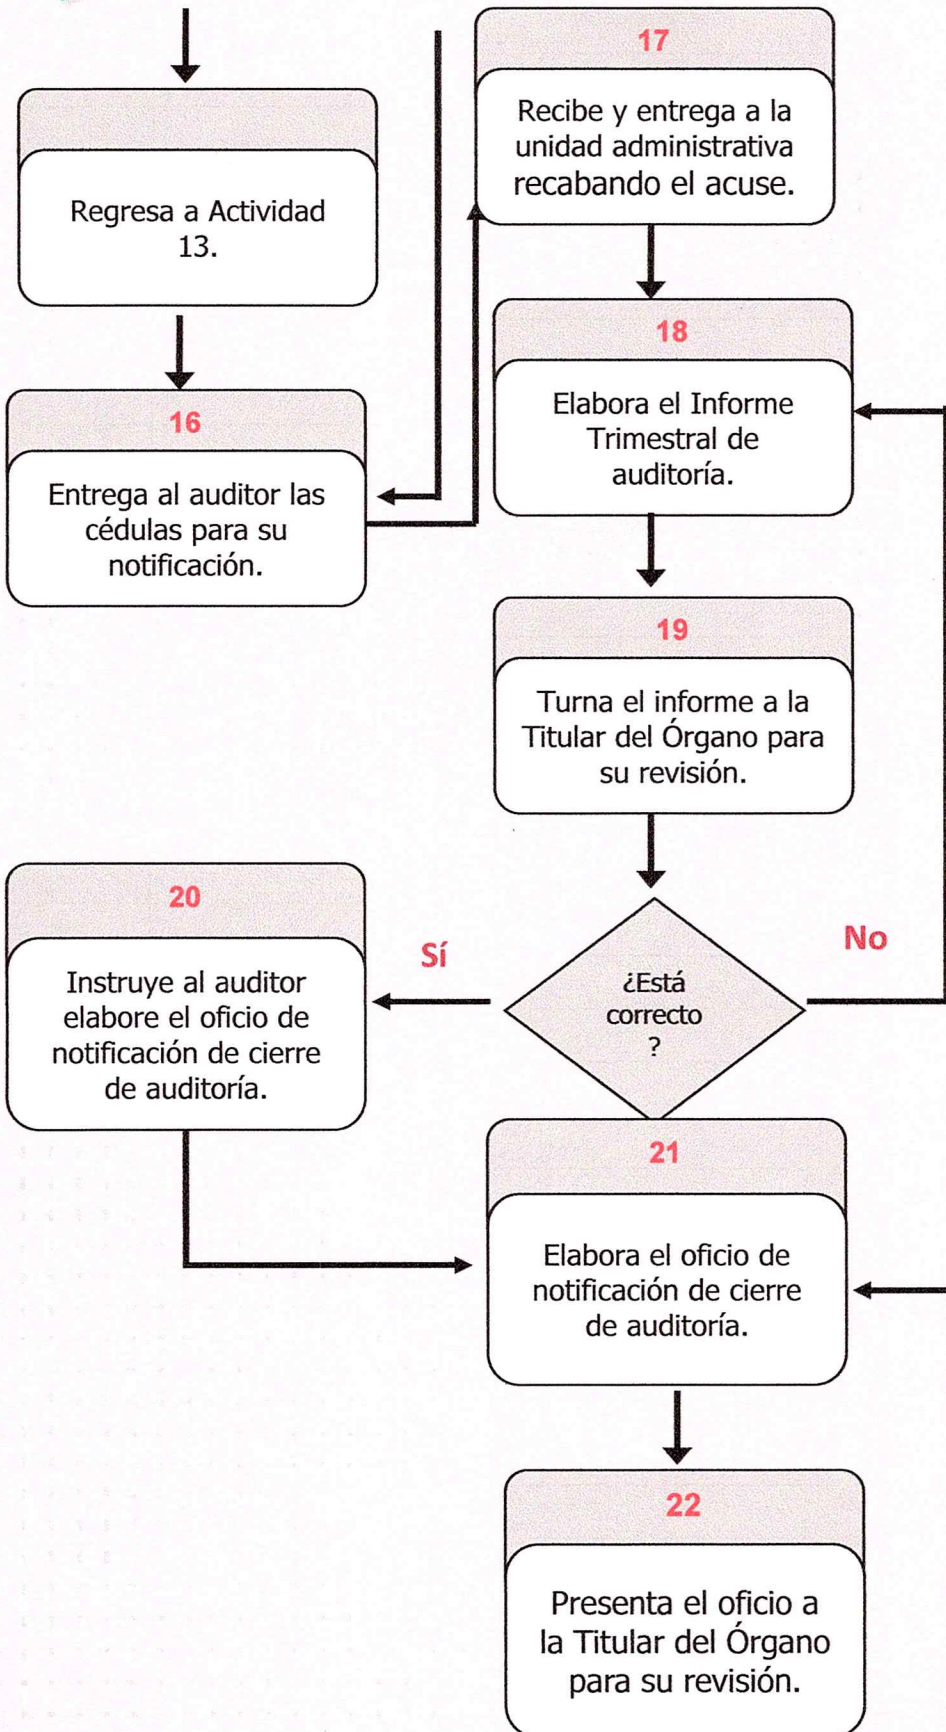 17
Recibe y entrega a la
unidad administrativa
recabando el acuse.
Regresa a Actividad
13.
18
Elabora el Informe
Trimestral de
auditoría.
16
Entrega al auditor las
cédulas para su
notificación.
19
Turna el informe a la
Titular del Órgano para
su revisión.
20
Instruye al auditor
elabore el oficio de
notificación de cierre
de auditoría.
Sí
¿Está
correcto
?
No
21
Elabora el oficio de
notificación de cierre
de auditoría.
22
Presenta el oficio a
la Titular del Órgano
para su revisión.